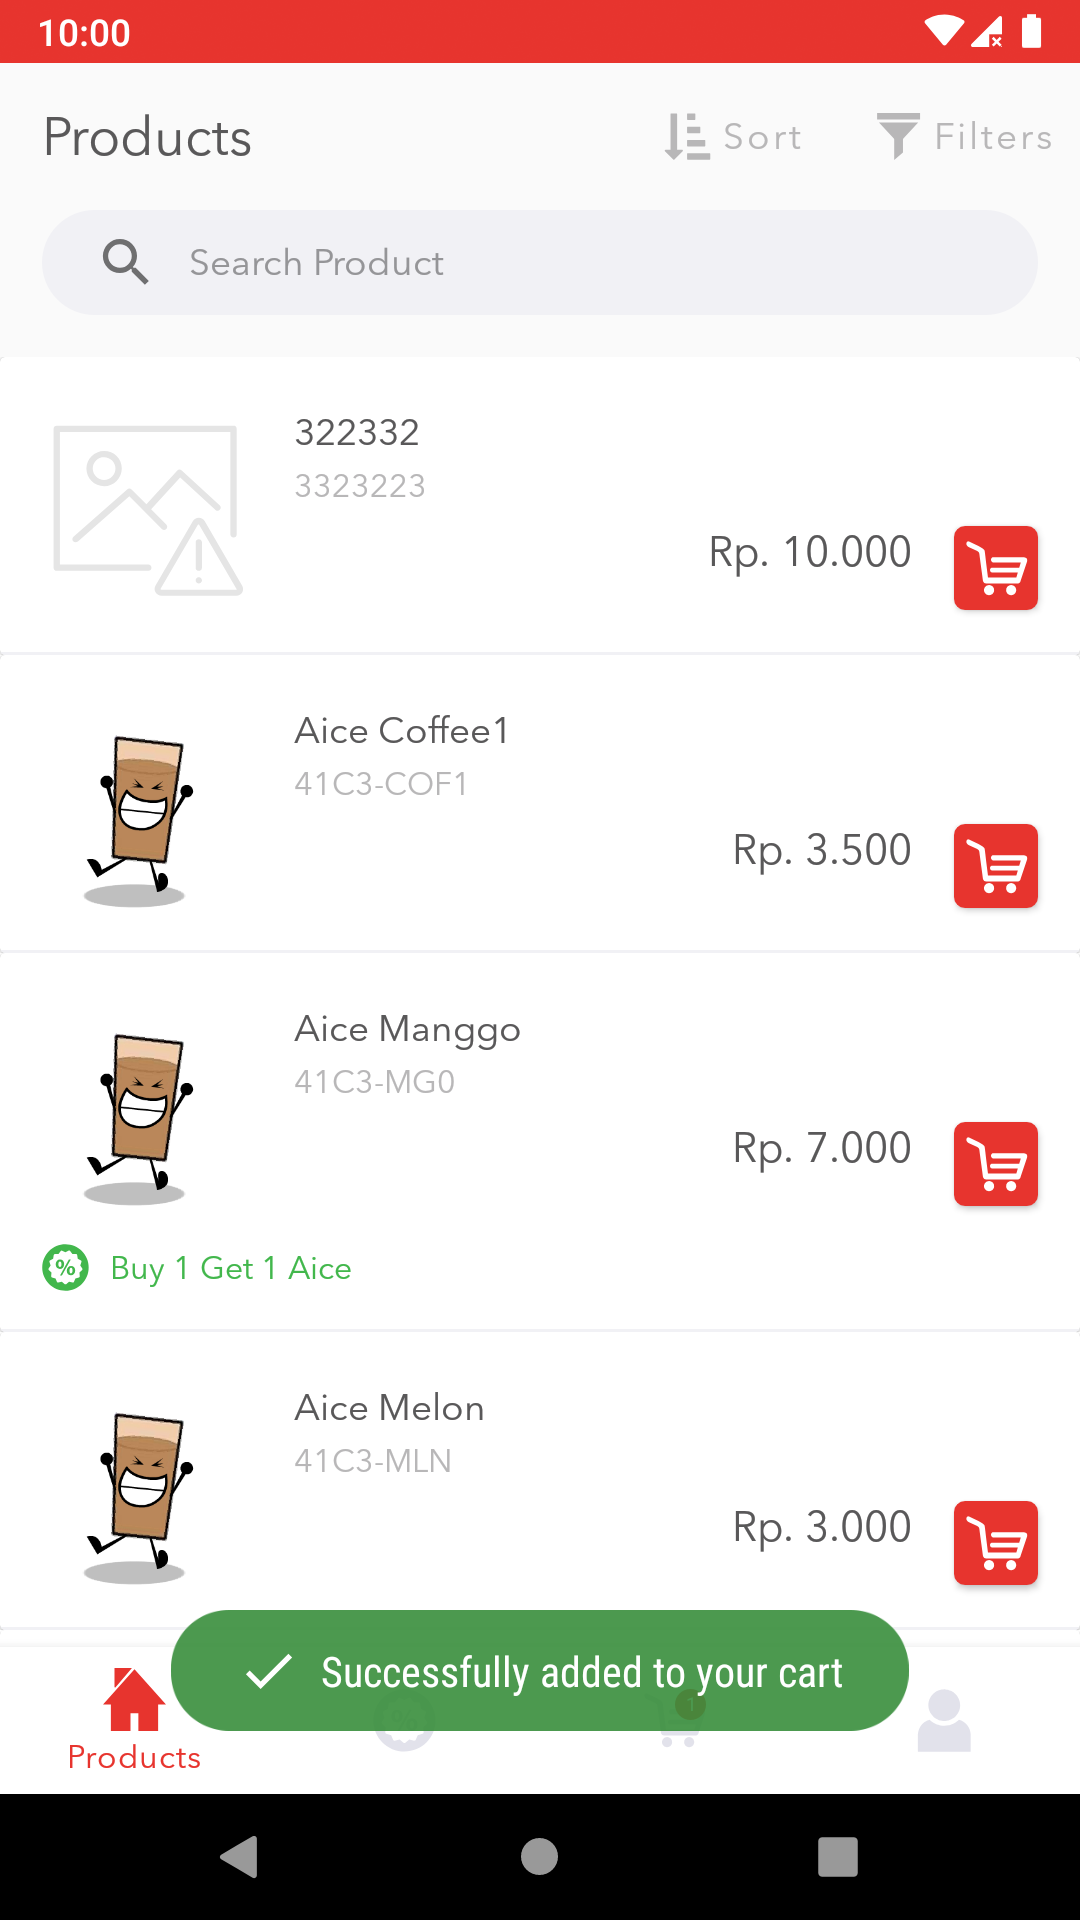 10:00
Products
Sort
Filters
Search Product
322332
3323223
Rp. 10.000
Aice Coffee1
41C3-COF1
Rp. 3.500
Aice Manggo
41C3-MG0
Rp. 7.000
% Buy 1 Get 1 Aice
Aice Melon
41C3-MLN
Rp. 3.000
Successfully added to your cart
%
1
Products